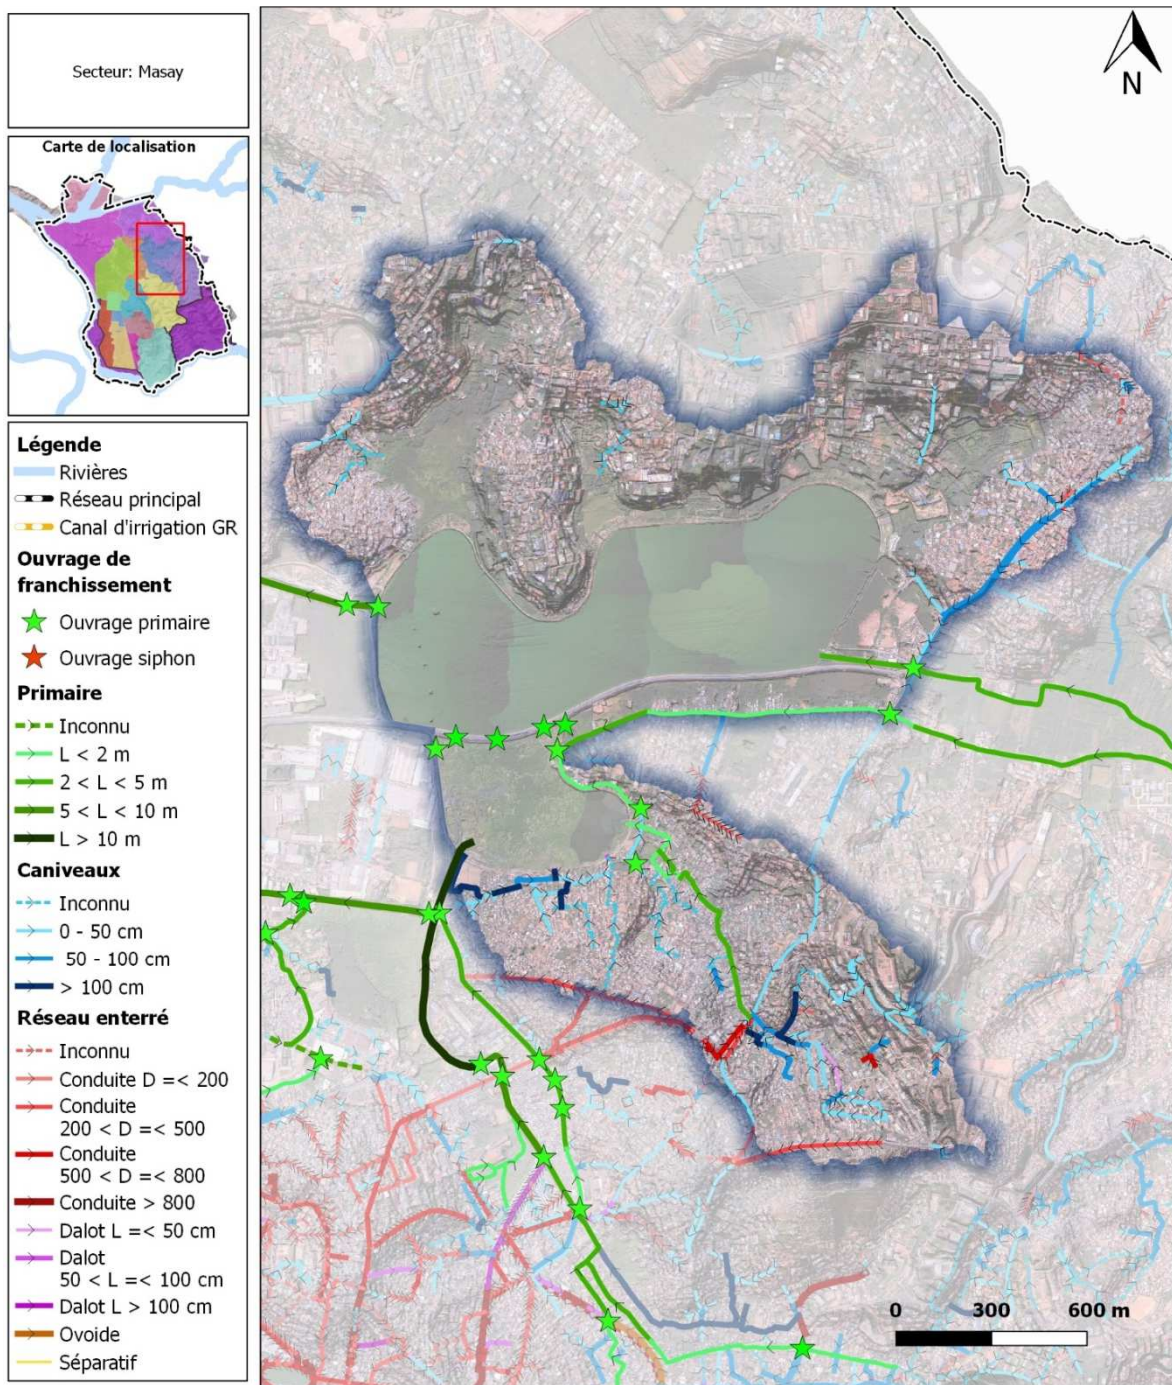 Secteur: Masay
Carte de localisation
Légende
Rivières
Réseau principal
Canal d'irrigation GR
Ouvrage de
franchissement
Ouvrage primaire
Ouvrage siphon
Primaire
Inconnu
L < 2 m
2 < L < 5 m
5 < L < 10 m
L > 10 m
Caniveaux
Inconnu
0 - 50 cm
50 - 100 cm
> 100 cm
Réseau enterré
Inconnu
Conduite D =< 200
Conduite
200 < D =< 500
Conduite
500 < D =< 800
Conduite > 800
Dalot L =< 50 cm
Dalot
50 < L =< 100 cm
Dalot L > 100 cm
Ovoide
Séparatif
N
0 300 600 m